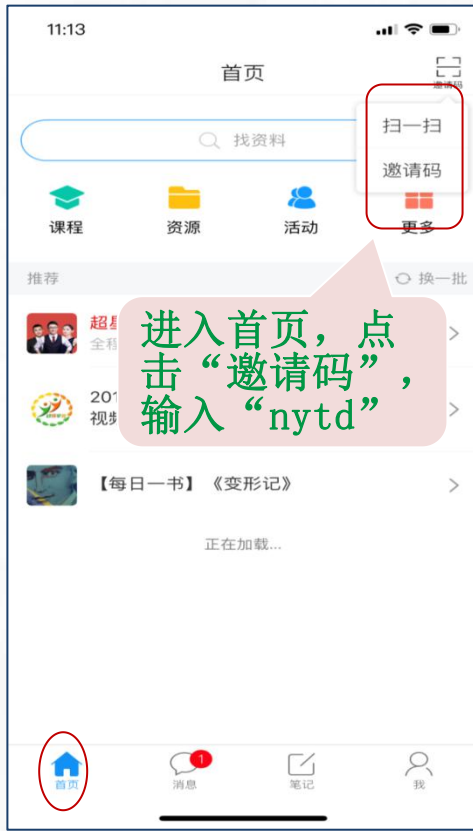 11:13
首页
邀请码
扫一扫
邀请码
找资料
课程
资源
活动
更多
推荐
换一批
超星
全程
进入首页，点
击“邀请码”，
输入“nytd”
201
视频
【每日一书】《变形记》
正在加载...
1
首页
消息
笔记
我